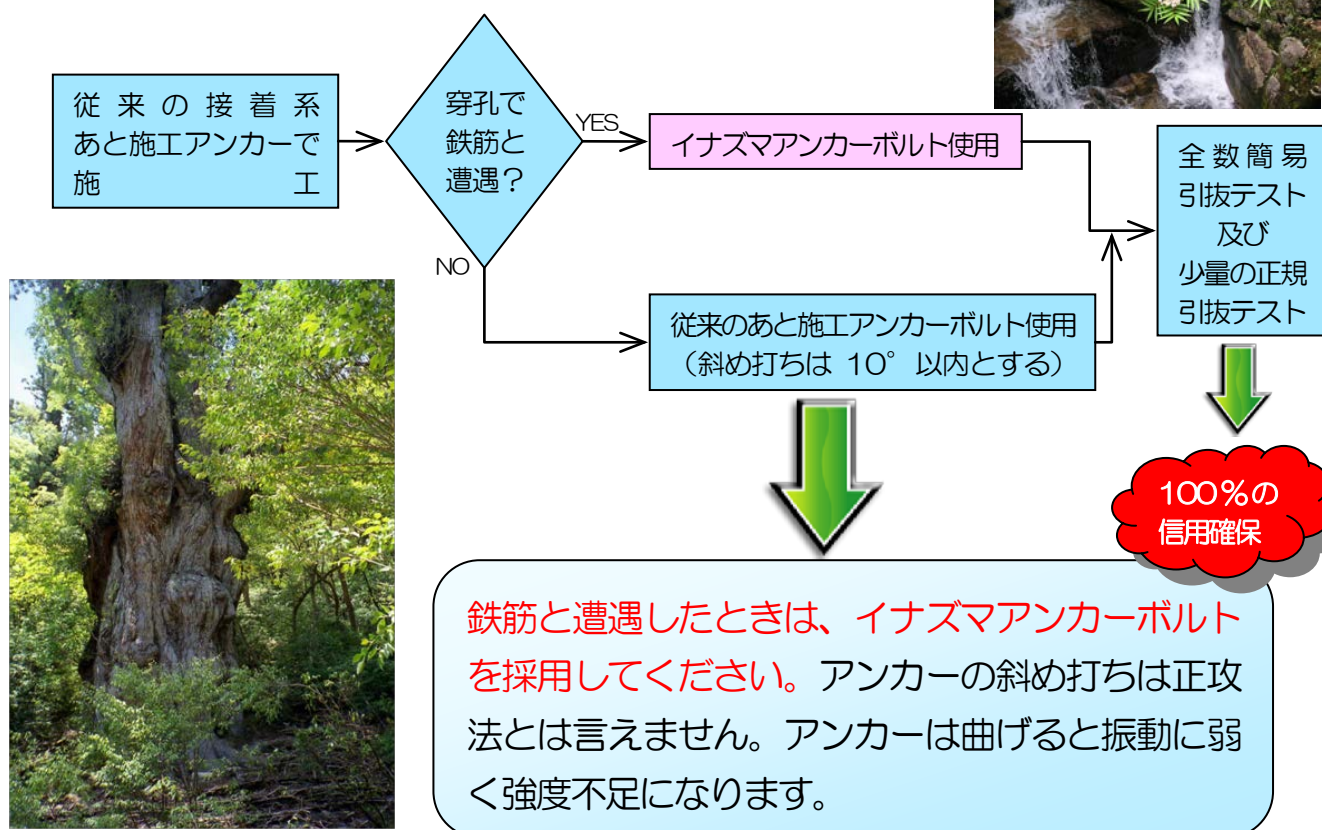 従来の接着系
あと施工アンカーで
施工
穿孔で
鉄筋と
遭遇？
YES
NO
イナズマアンカーボルト使用
従来のあと施工アンカーボルト使用
（斜め打ちは 10° 以内とする）
全数簡易
引抜テスト
及び
少量の正規
引抜テスト
100％の
信用確保
鉄筋と遭遇したときは、イナズマアンカーボルト
を採用してください。アンカーの斜め打ちは正攻
法とは言えません。アンカーは曲げると振動に弱
く強度不足になります。